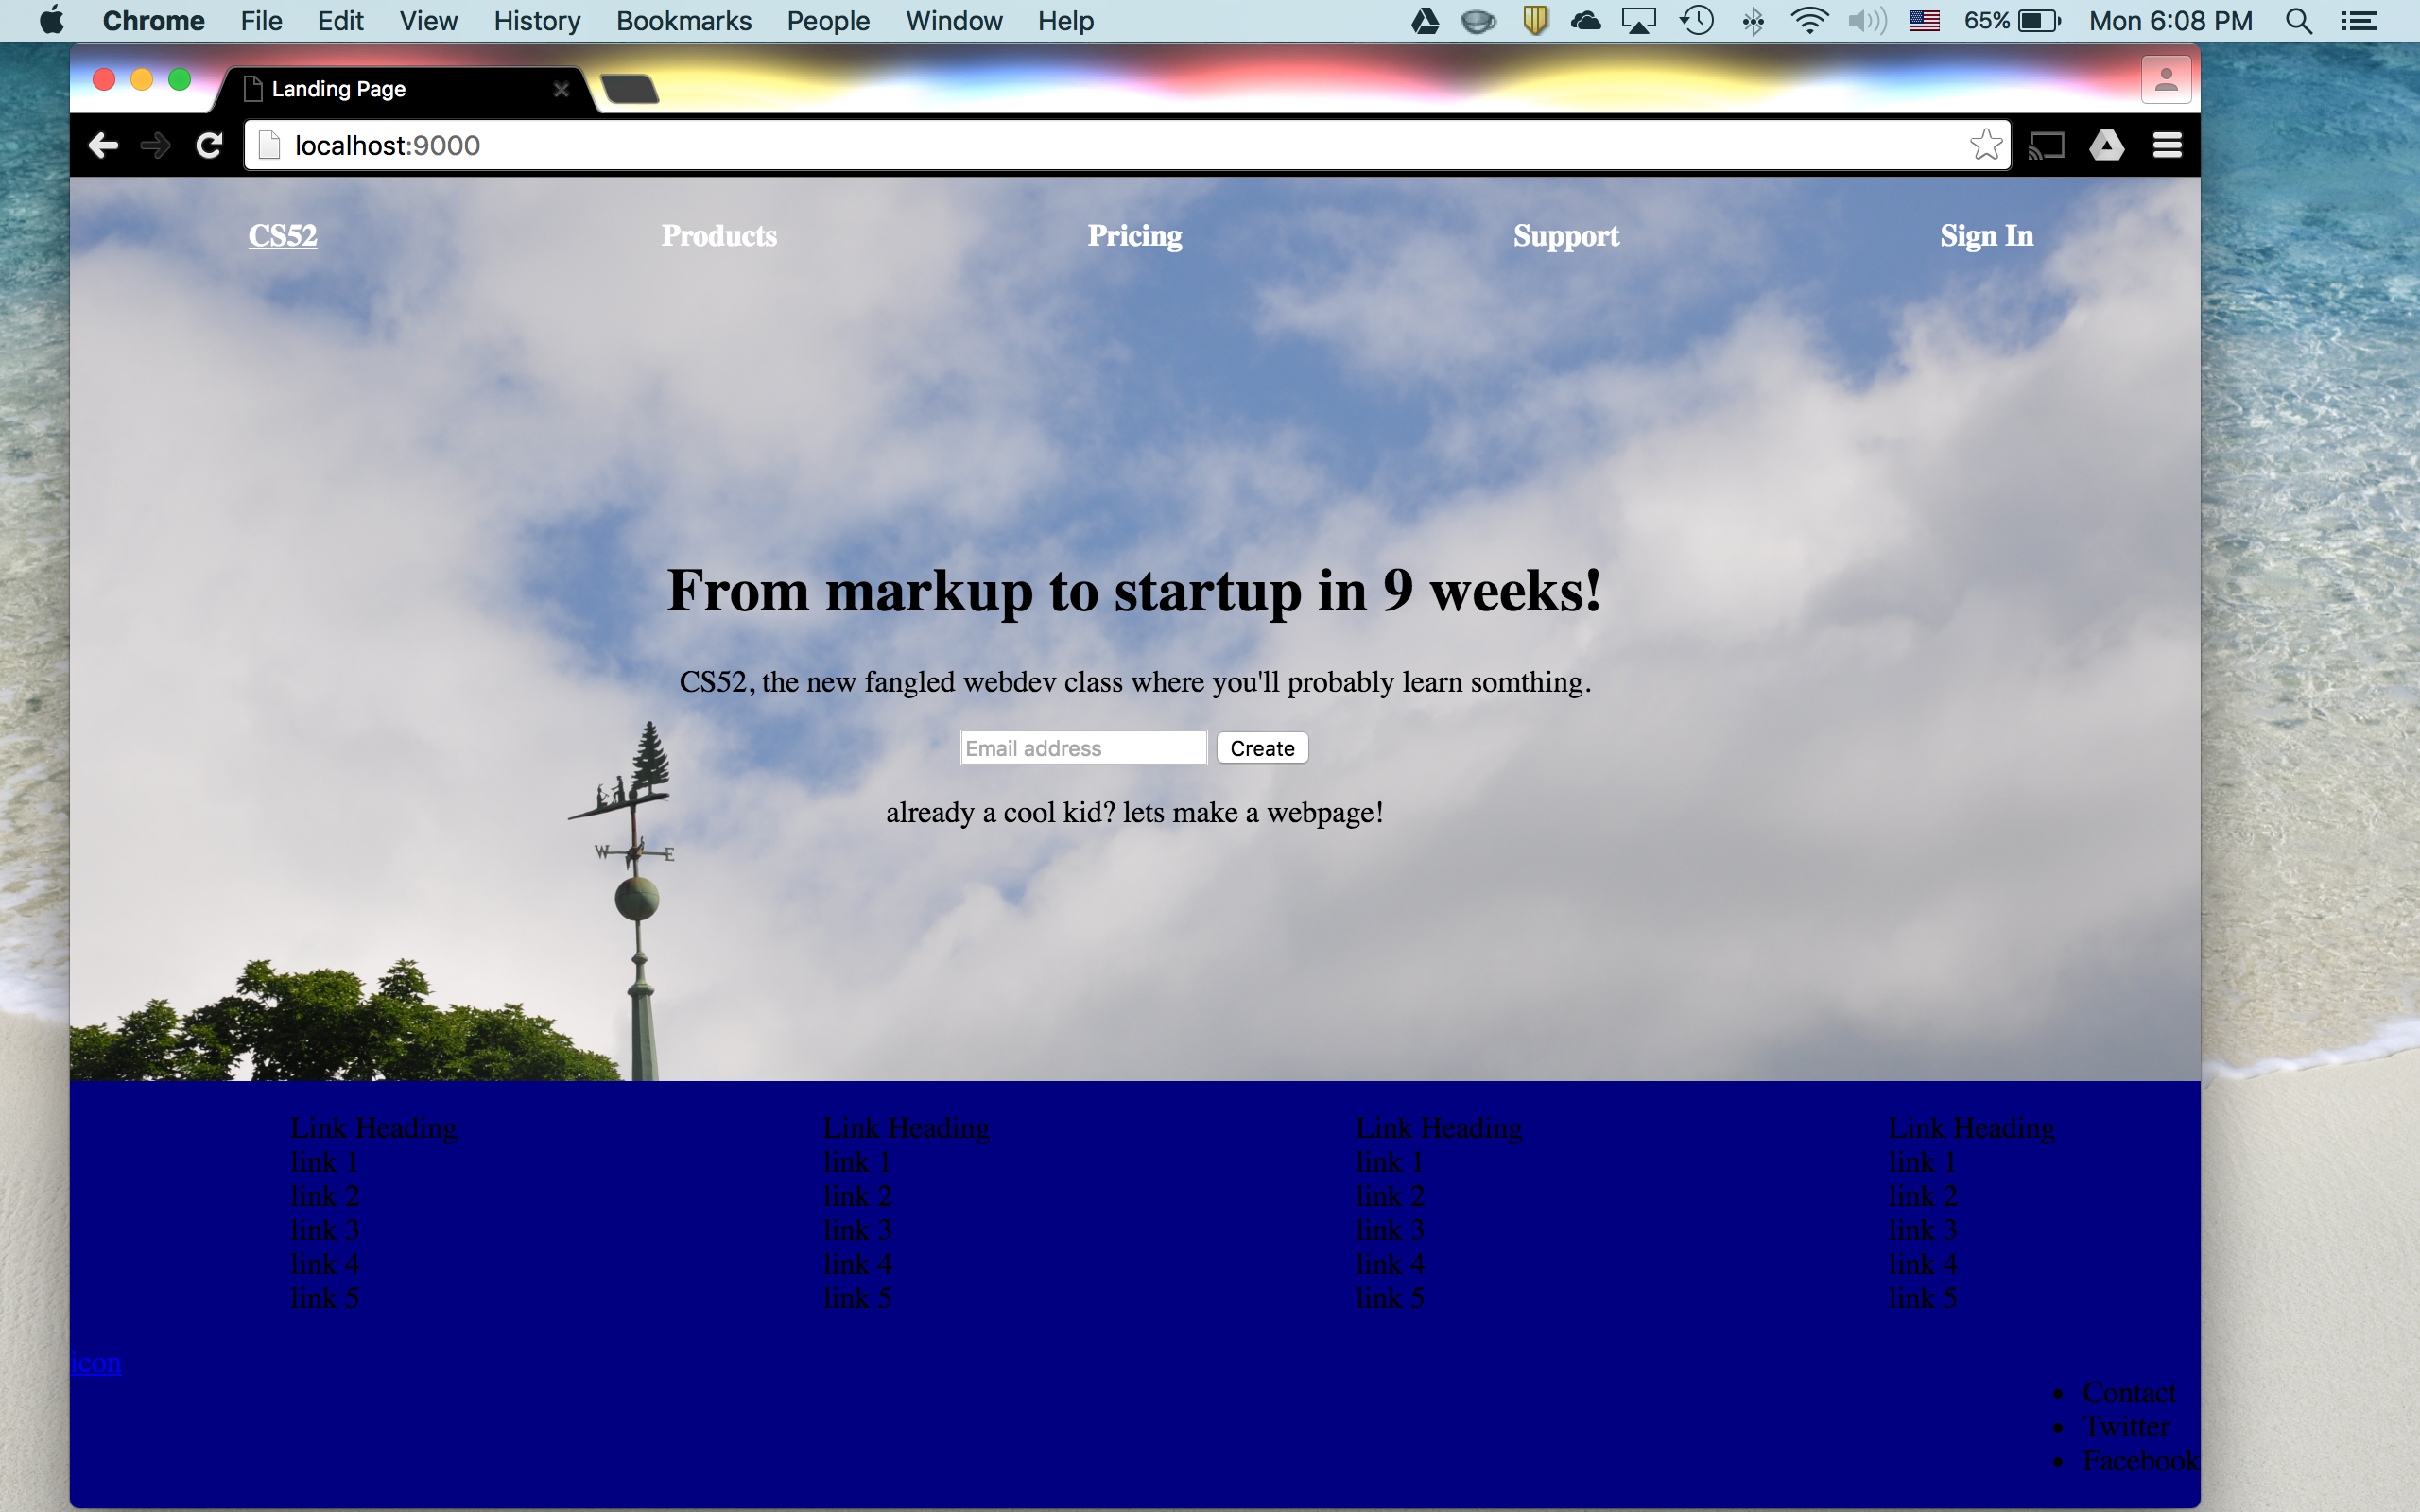 Chrome File Edit View History Bookmarks People Window Help 65% Mon 6:08 PM
Landing Page
localhost:9000
CS52 Products Pricing Support Sign In
From markup to startup in 9 weeks!
CS52, the new fangled webdev class where you'll probably learn somthing.
Email address Create
already a cool kid? lets make a webpage!
W E
Link Heading Link Heading Link Heading Link Heading
link 1 link 1 link 1 link 1
link 2 link 2 link 2 link 2
link 3 link 3 link 3 link 3
link 4 link 4 link 4 link 4
link 5 link 5 link 5 link 5
icon
Contact
Twitter
Facebook